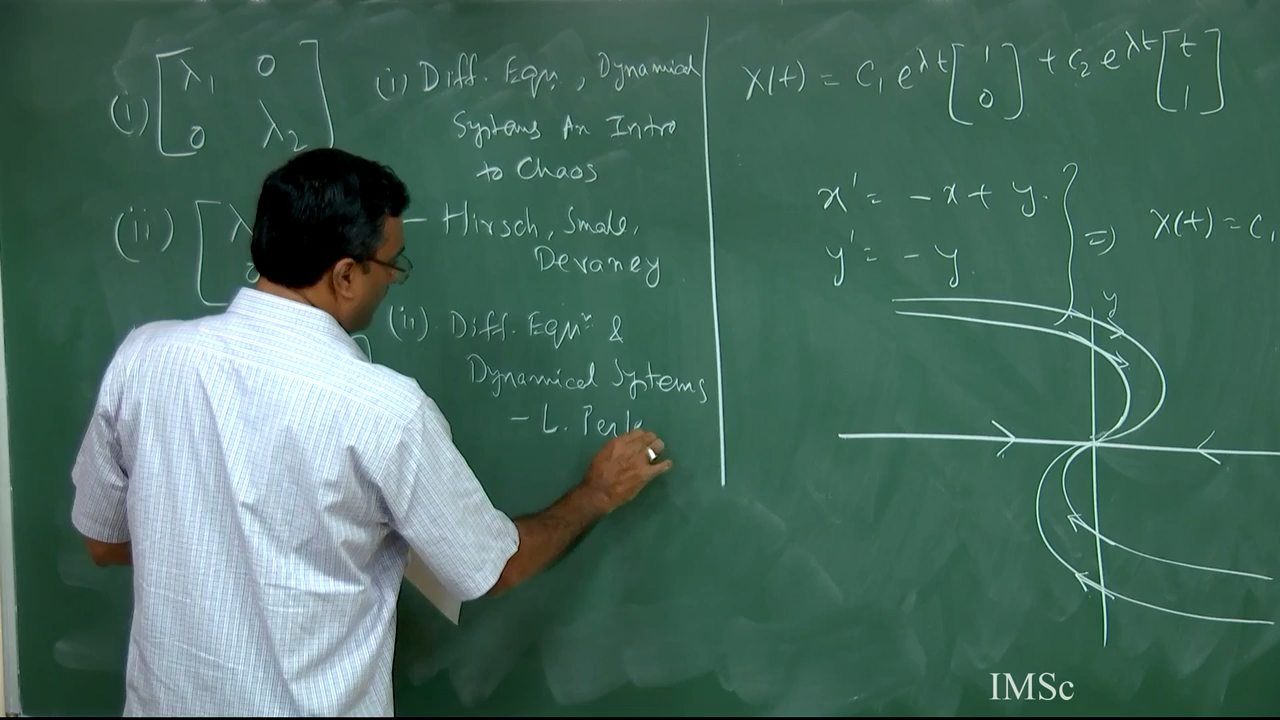 (i) [λ₁ 0
0 λ₂]
(ii) [λ
(i) Diff. Eqn, Dynamical
Systems An Intro
to Chaos
- Hirsch, Smale,
Devaney
(ii). Diff. Eqnˢ &
Dynamical Systems
- L. Perk
X(t) = C₁ e^λt [1 0] + C₂ e^λt [t 1]
x' = -x + y.
y' = -y.
} ⇒ X(t) = C₁
y
IMSc